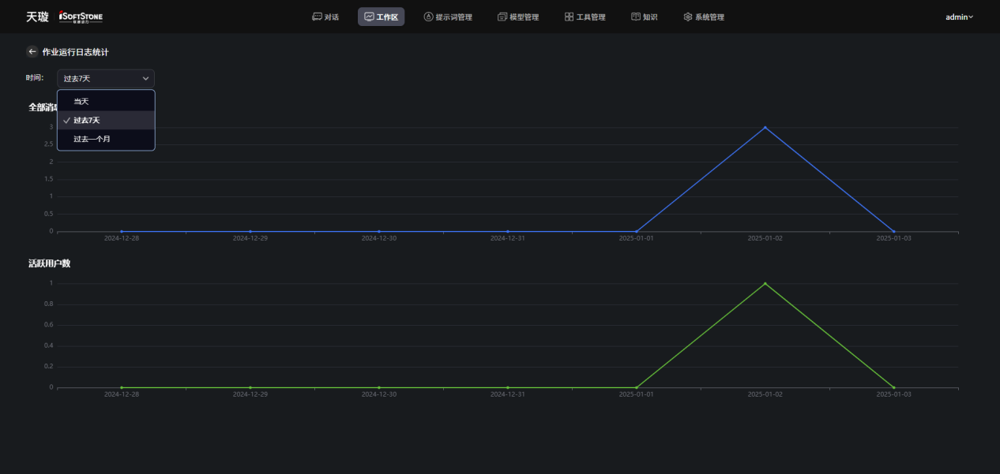 天璇 iSOFTSTONE
软通动力
对话 工作区 提示词管理 模型管理 工具管理 知识 系统管理 admin
作业运行日志统计
时间： 过去7天
当天
全部消
过去7天
过去一个月
3
2.5
2
1.5
1
0.5
0
2024-12-28 2024-12-29 2024-12-30 2024-12-31 2025-01-01 2025-01-02 2025-01-03
活跃用户数
1
0.8
0.6
0.4
0.2
0
2024-12-28 2024-12-29 2024-12-30 2024-12-31 2025-01-01 2025-01-02 2025-01-03